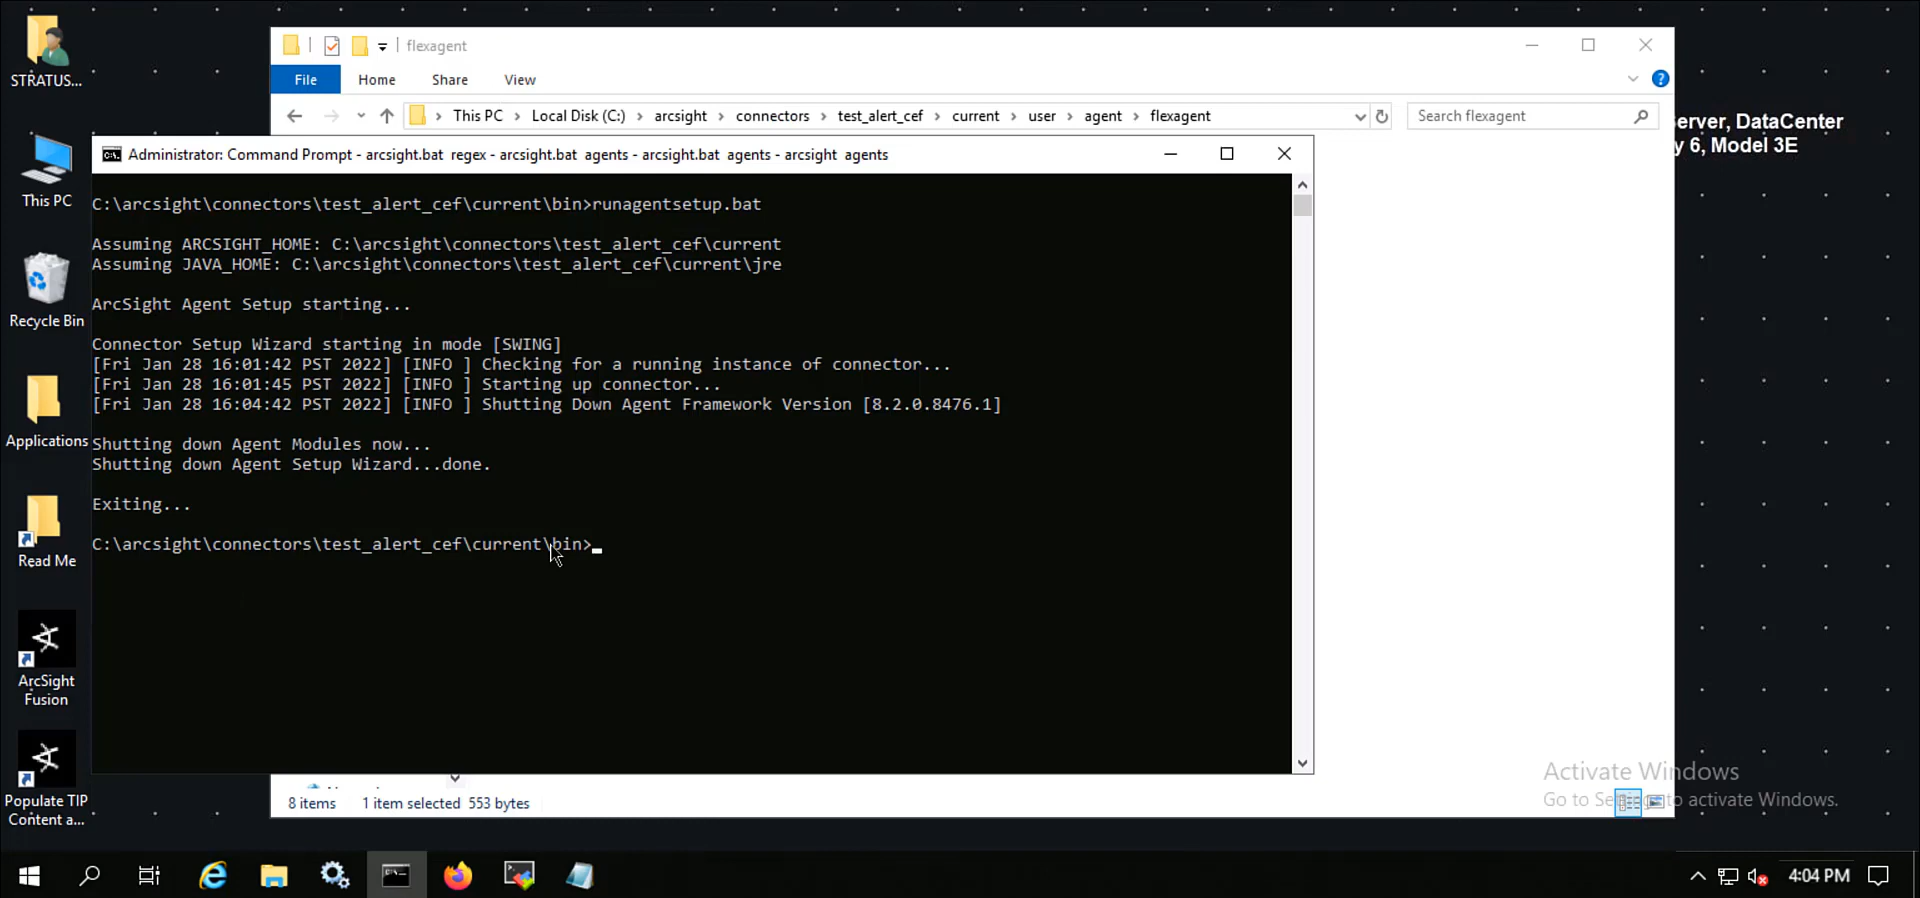 STRATUS...
This PC
Recycle Bin
Applications
Read Me
ArcSight
Fusion
Populate TIP
Content a...
flexagent
File
Home
Share
View
This PC > Local Disk (C:) > arcsight > connectors > test_alert_cef > current > user > agent > flexagent
Search flexagent
erver, DataCenter
y 6, Model 3E
Administrator: Command Prompt - arcsight.bat  regex - arcsight.bat  agents - arcsight.bat  agents - arcsight  agents
C:\arcsight\connectors\test_alert_cef\current\bin>runagentsetup.bat
Assuming ARCSIGHT_HOME: C:\arcsight\connectors\test_alert_cef\current
Assuming JAVA_HOME: C:\arcsight\connectors\test_alert_cef\current\jre
ArcSight Agent Setup starting...
Connector Setup Wizard starting in mode [SWING]
[Fri Jan 28 16:01:42 PST 2022] [INFO ] Checking for a running instance of connector...
[Fri Jan 28 16:01:45 PST 2022] [INFO ] Starting up connector...
[Fri Jan 28 16:04:42 PST 2022] [INFO ] Shutting Down Agent Framework Version [8.2.0.8476.1]
Shutting down Agent Modules now...
Shutting down Agent Setup Wizard...done.
Exiting...
C:\arcsight\connectors\test_alert_cef\current\bin>
8 items
1 item selected 553 bytes
Activate Windows
Go to Se to activate Windows.
4:04 PM